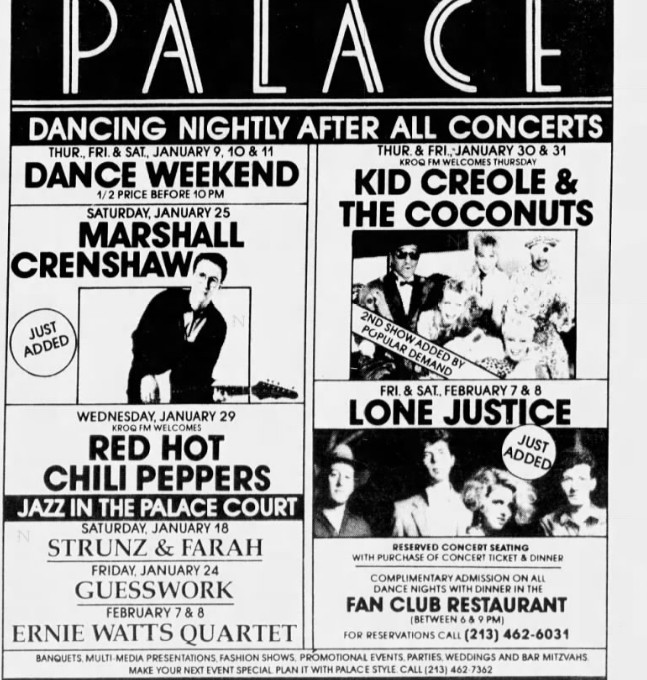 PALACE
DANCING NIGHTLY AFTER ALL CONCERTS
THUR., FRI. & SAT., JANUARY 9, 10 & 11
DANCE WEEKEND
1/2 PRICE BEFORE 10 PM
SATURDAY, JANUARY 25
MARSHALL
CRENSHAW
JUST
ADDED
WEDNESDAY, JANUARY 29
KROQ FM WELCOMES
RED HOT
CHILI PEPPERS
JAZZ IN THE PALACE COURT
SATURDAY, JANUARY 18
STRUNZ & FARAH
FRIDAY, JANUARY 24
GUESSWORK
FEBRUARY 7 & 8
ERNIE WATTS QUARTET
THUR. & FRI., JANUARY 30 & 31
KROQ FM WELCOMES THURSDAY
KID CREOLE &
THE COCONUTS
2ND SHOW ADDED BY
POPULAR DEMAND
FRI. & SAT., FEBRUARY 7 & 8
LONE JUSTICE
JUST
ADDED
RESERVED CONCERT SEATING
WITH PURCHASE OF CONCERT TICKET & DINNER
COMPLIMENTARY ADMISSION ON ALL
DANCE NIGHTS WITH DINNER IN THE
FAN CLUB RESTAURANT
(BETWEEN 6 & 9 PM)
FOR RESERVATIONS CALL (213) 462-6031
BANQUETS, MULTI-MEDIA PRESENTATIONS, FASHION SHOWS, PROMOTIONAL EVENTS, PARTIES, WEDDINGS AND BAR MITZVAHS.
MAKE YOUR NEXT EVENT SPECIAL. PLAN IT WITH PALACE STYLE. CALL (213) 462-7362